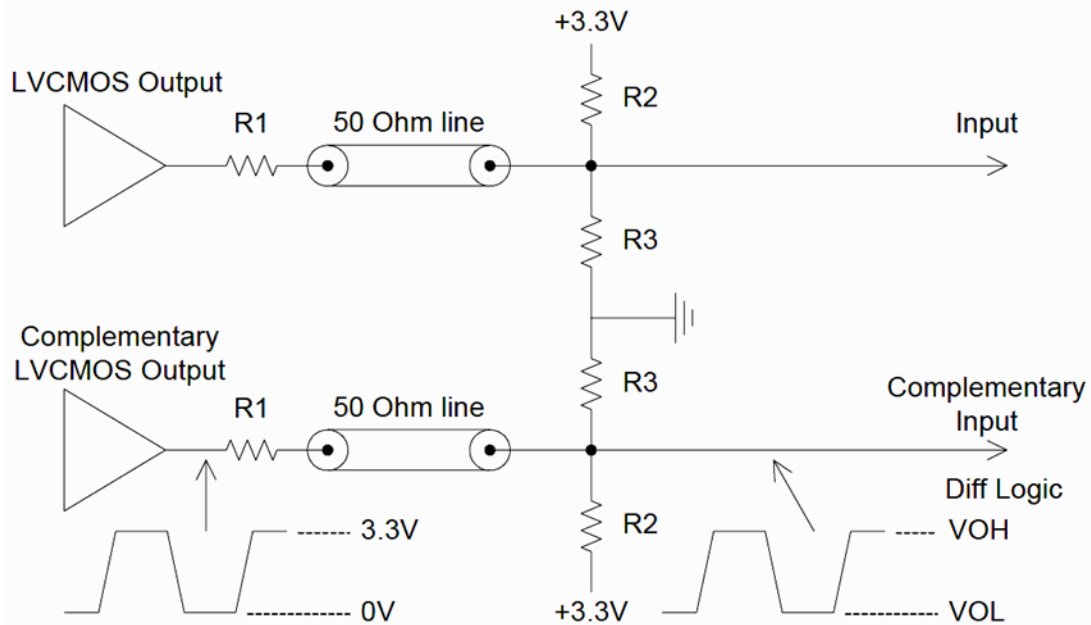 +3.3V
LVCMOS Output
R1
50 Ohm line
R2
Input
R3
Complementary
LVCMOS Output
R1
50 Ohm line
R3
Complementary
Input
R2
Diff Logic
3.3V
VOH
0V
+3.3V
VOL